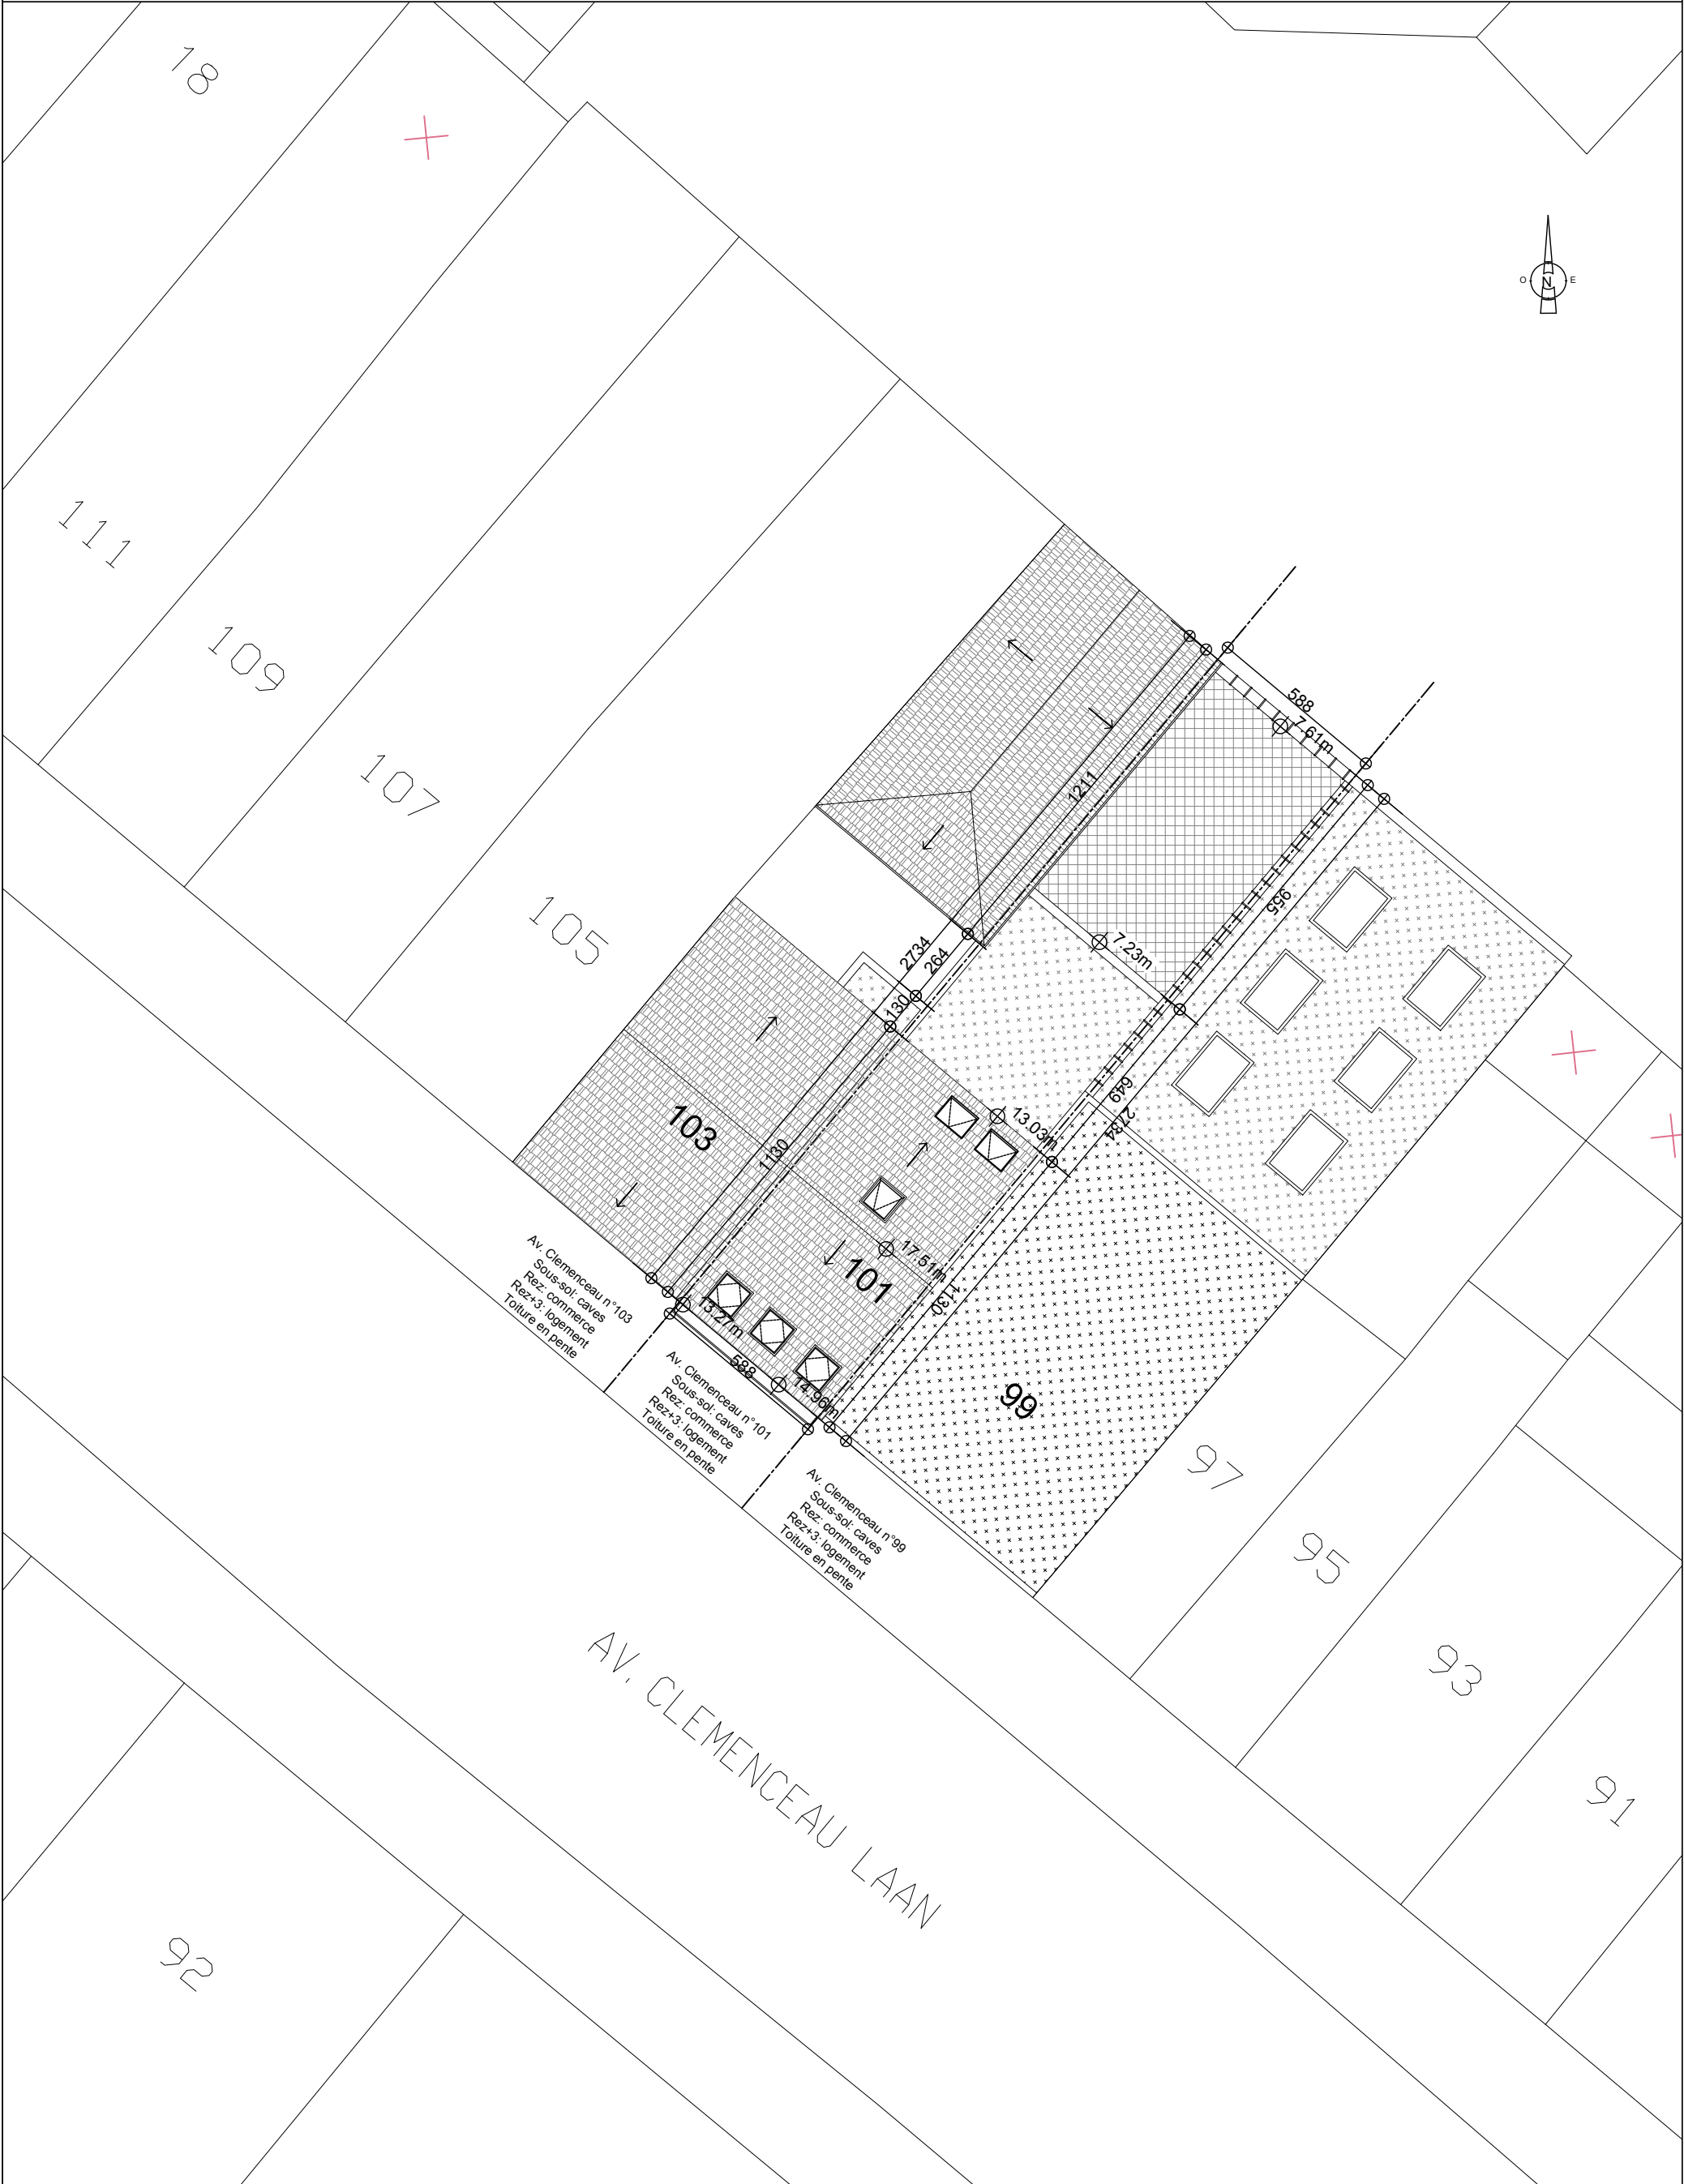 18
O N E
111
109
107
105
588
7.61m
1211
955
2734
264
7.23m
130
649
2734
103
13.03m
1130
17.51m
101
1130
13.27m
588
14.96m
99
Av. Clemenceau n°103
Sous-sol: caves
Rez: commerce
Rez+3: logement
Toiture en pente
Av. Clemenceau n°101
Sous-sol: caves
Rez: commerce
Rez+3: logement
Toiture en pente
Av. Clemenceau n°99
Sous-sol: caves
Rez: commerce
Rez+3: logement
Toiture en pente
97
95
93
91
AV. CLEMENCEAU LAAN
92